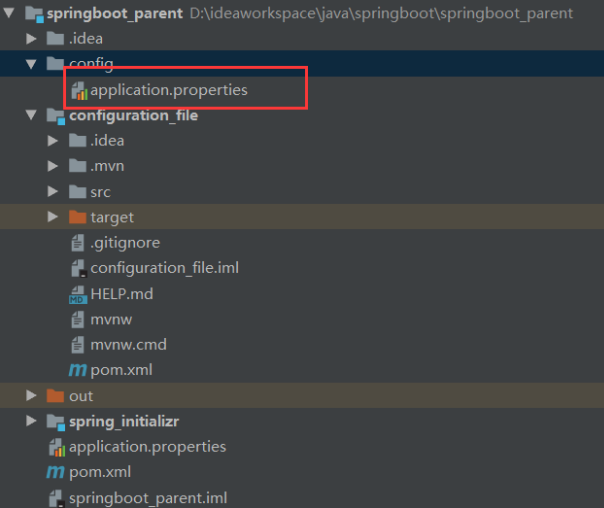 springboot_parent D:\ideaworkspace\java\springboot\springboot_parent
.idea
config
application.properties
configuration_file
.idea
.mvn
src
target
.gitignore
configuration_file.iml
MD HELP.md
mvnw
mvnw.cmd
m pom.xml
out
spring_initializr
application.properties
m pom.xml
springboot_parent.iml